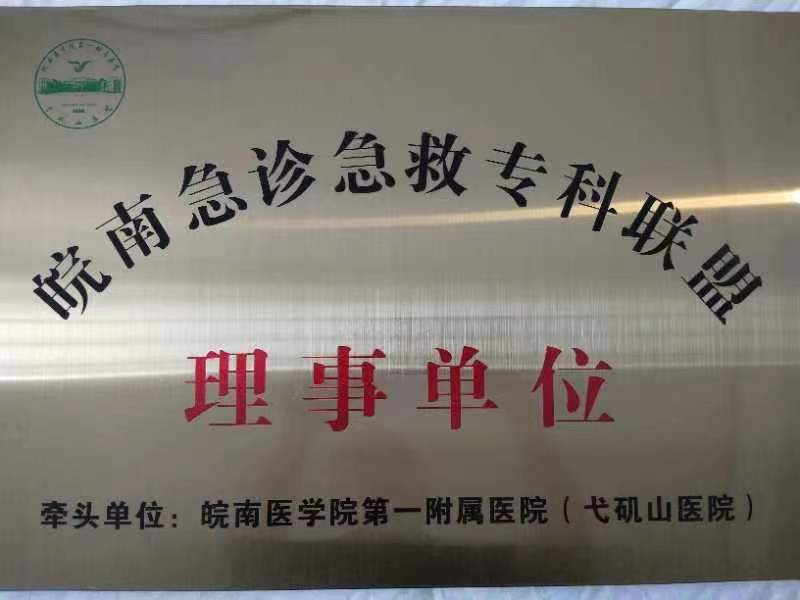 皖南急诊急救专科联盟
理事单位
牵头单位：皖南医学院第一附属医院（弋矶山医院）